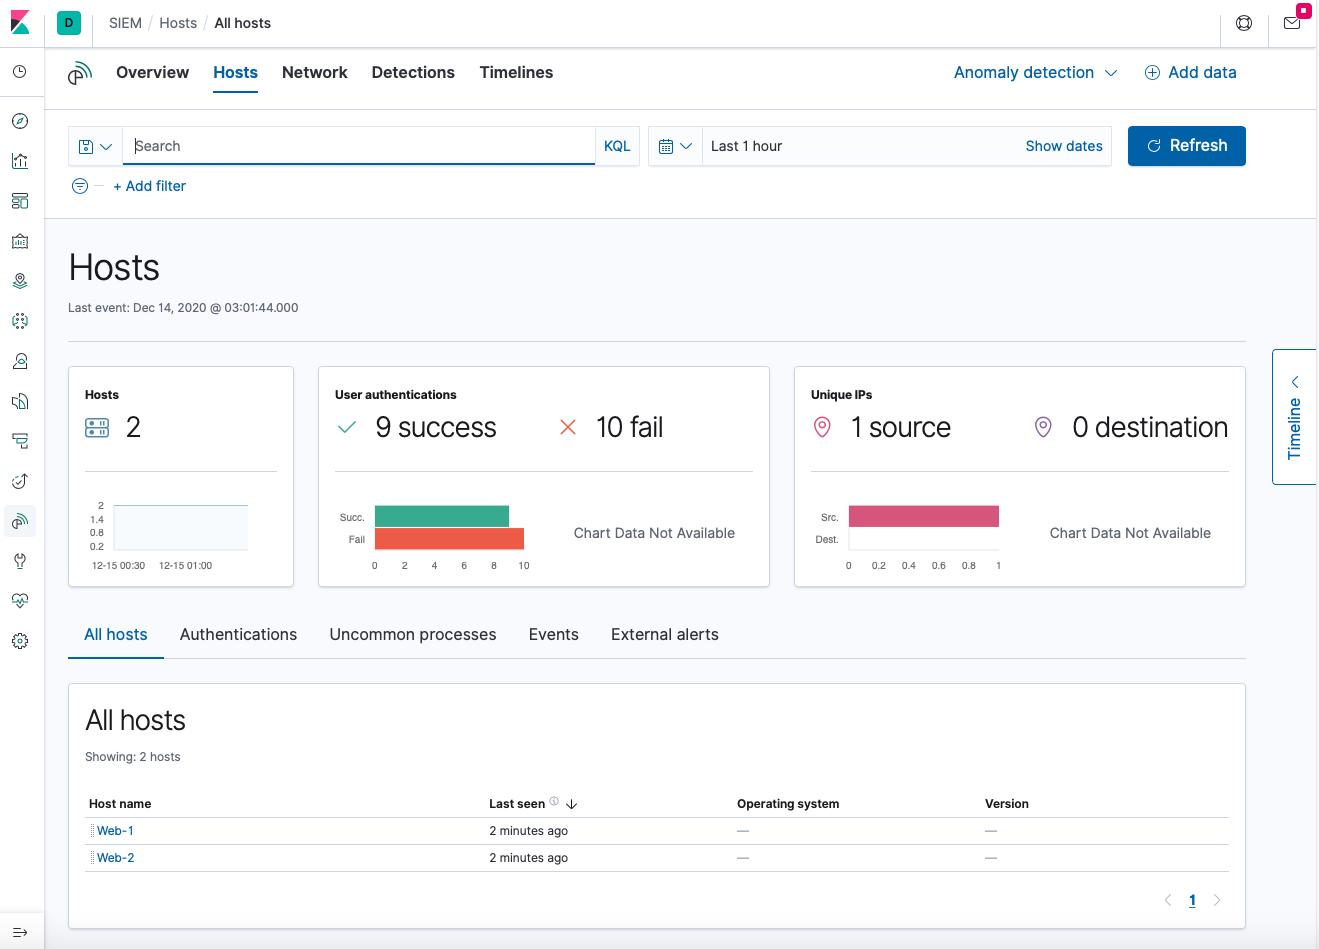 D SIEM / Hosts / All hosts
Overview Hosts Network Detections Timelines Anomaly detection Add data
Search KQL Last 1 hour Show dates Refresh
+ Add filter
Hosts
Last event: Dec 14, 2020 @ 03:01:44.000
Timeline
Hosts
2
2
1.4
0.8
0.2
12-15 00:30 12-15 01:00
User authentications
9 success 10 fail
Succ.
Fail
0 2 4 6 8 10
Chart Data Not Available
Unique IPs
1 source 0 destination
Src.
Dest.
0 0.2 0.4 0.6 0.8 1
Chart Data Not Available
All hosts Authentications Uncommon processes Events External alerts
All hosts
Showing: 2 hosts
Host name Last seen Operating system Version
Web-1 2 minutes ago — —
Web-2 2 minutes ago — —
1